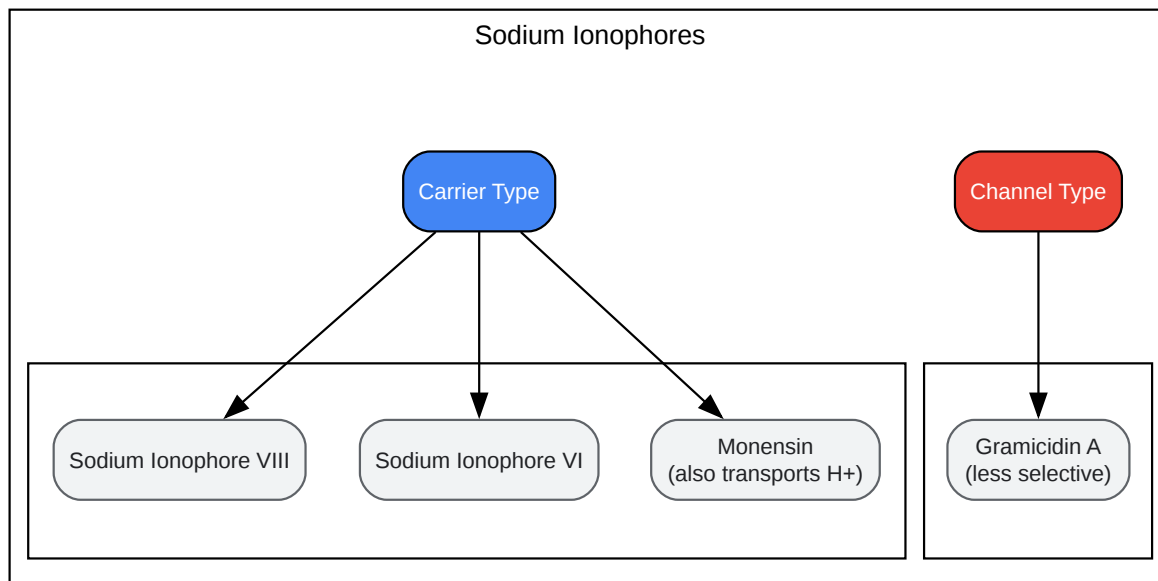 Sodium Ionophores
Carrier Type
Channel Type
Sodium Ionophore VIII
Sodium Ionophore VI
Monensin
(also transports H+)
Gramicidin A
(less selective)